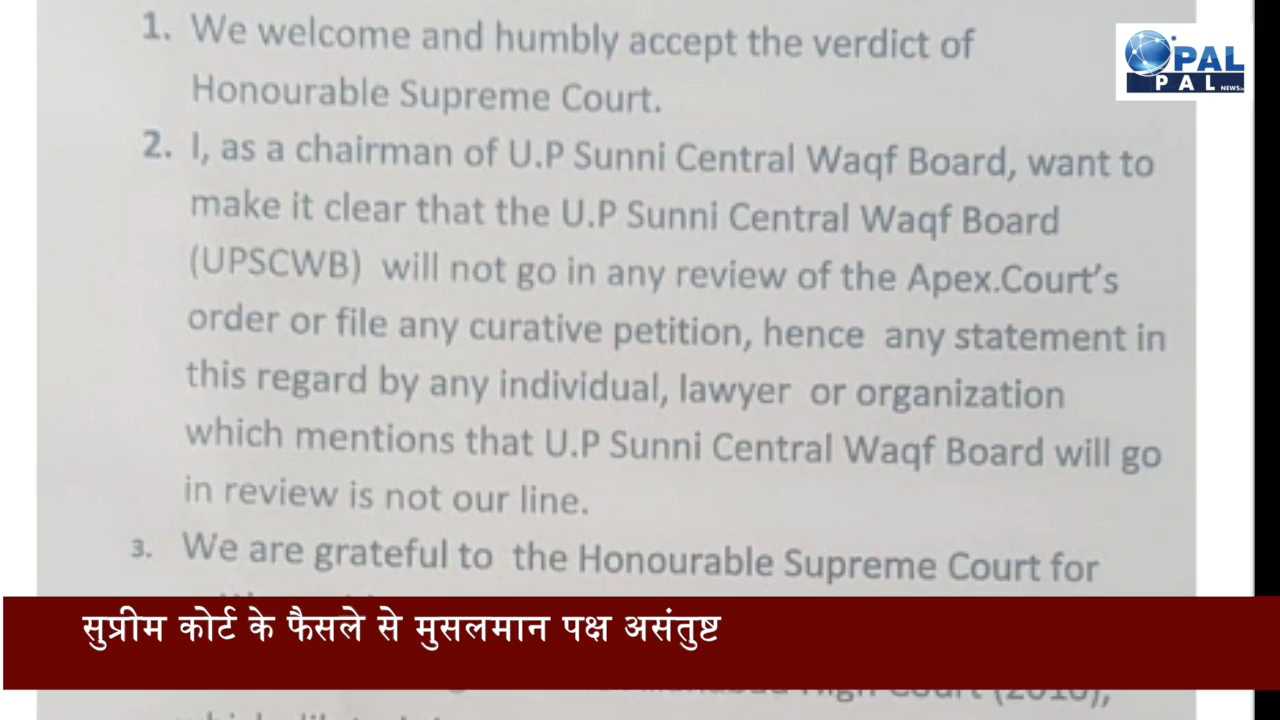 1. We welcome and humbly accept the verdict of
Honourable Supreme Court.
2. I, as a chairman of U.P Sunni Central Waqf Board, want to
make it clear that the U.P Sunni Central Waqf Board
(UPSCWB) will not go in any review of the Apex.Court's
order or file any curative petition, hence any statement in
this regard by any individual, lawyer or organization
which mentions that U.P Sunni Central Waqf Board will go
in review is not our line.
3. We are grateful to the Honourable Supreme Court for
High Court (2010),
PAL
PAL NEWS
सुप्रीम कोर्ट के फैसले से मुसलमान पक्ष असंतुष्ट